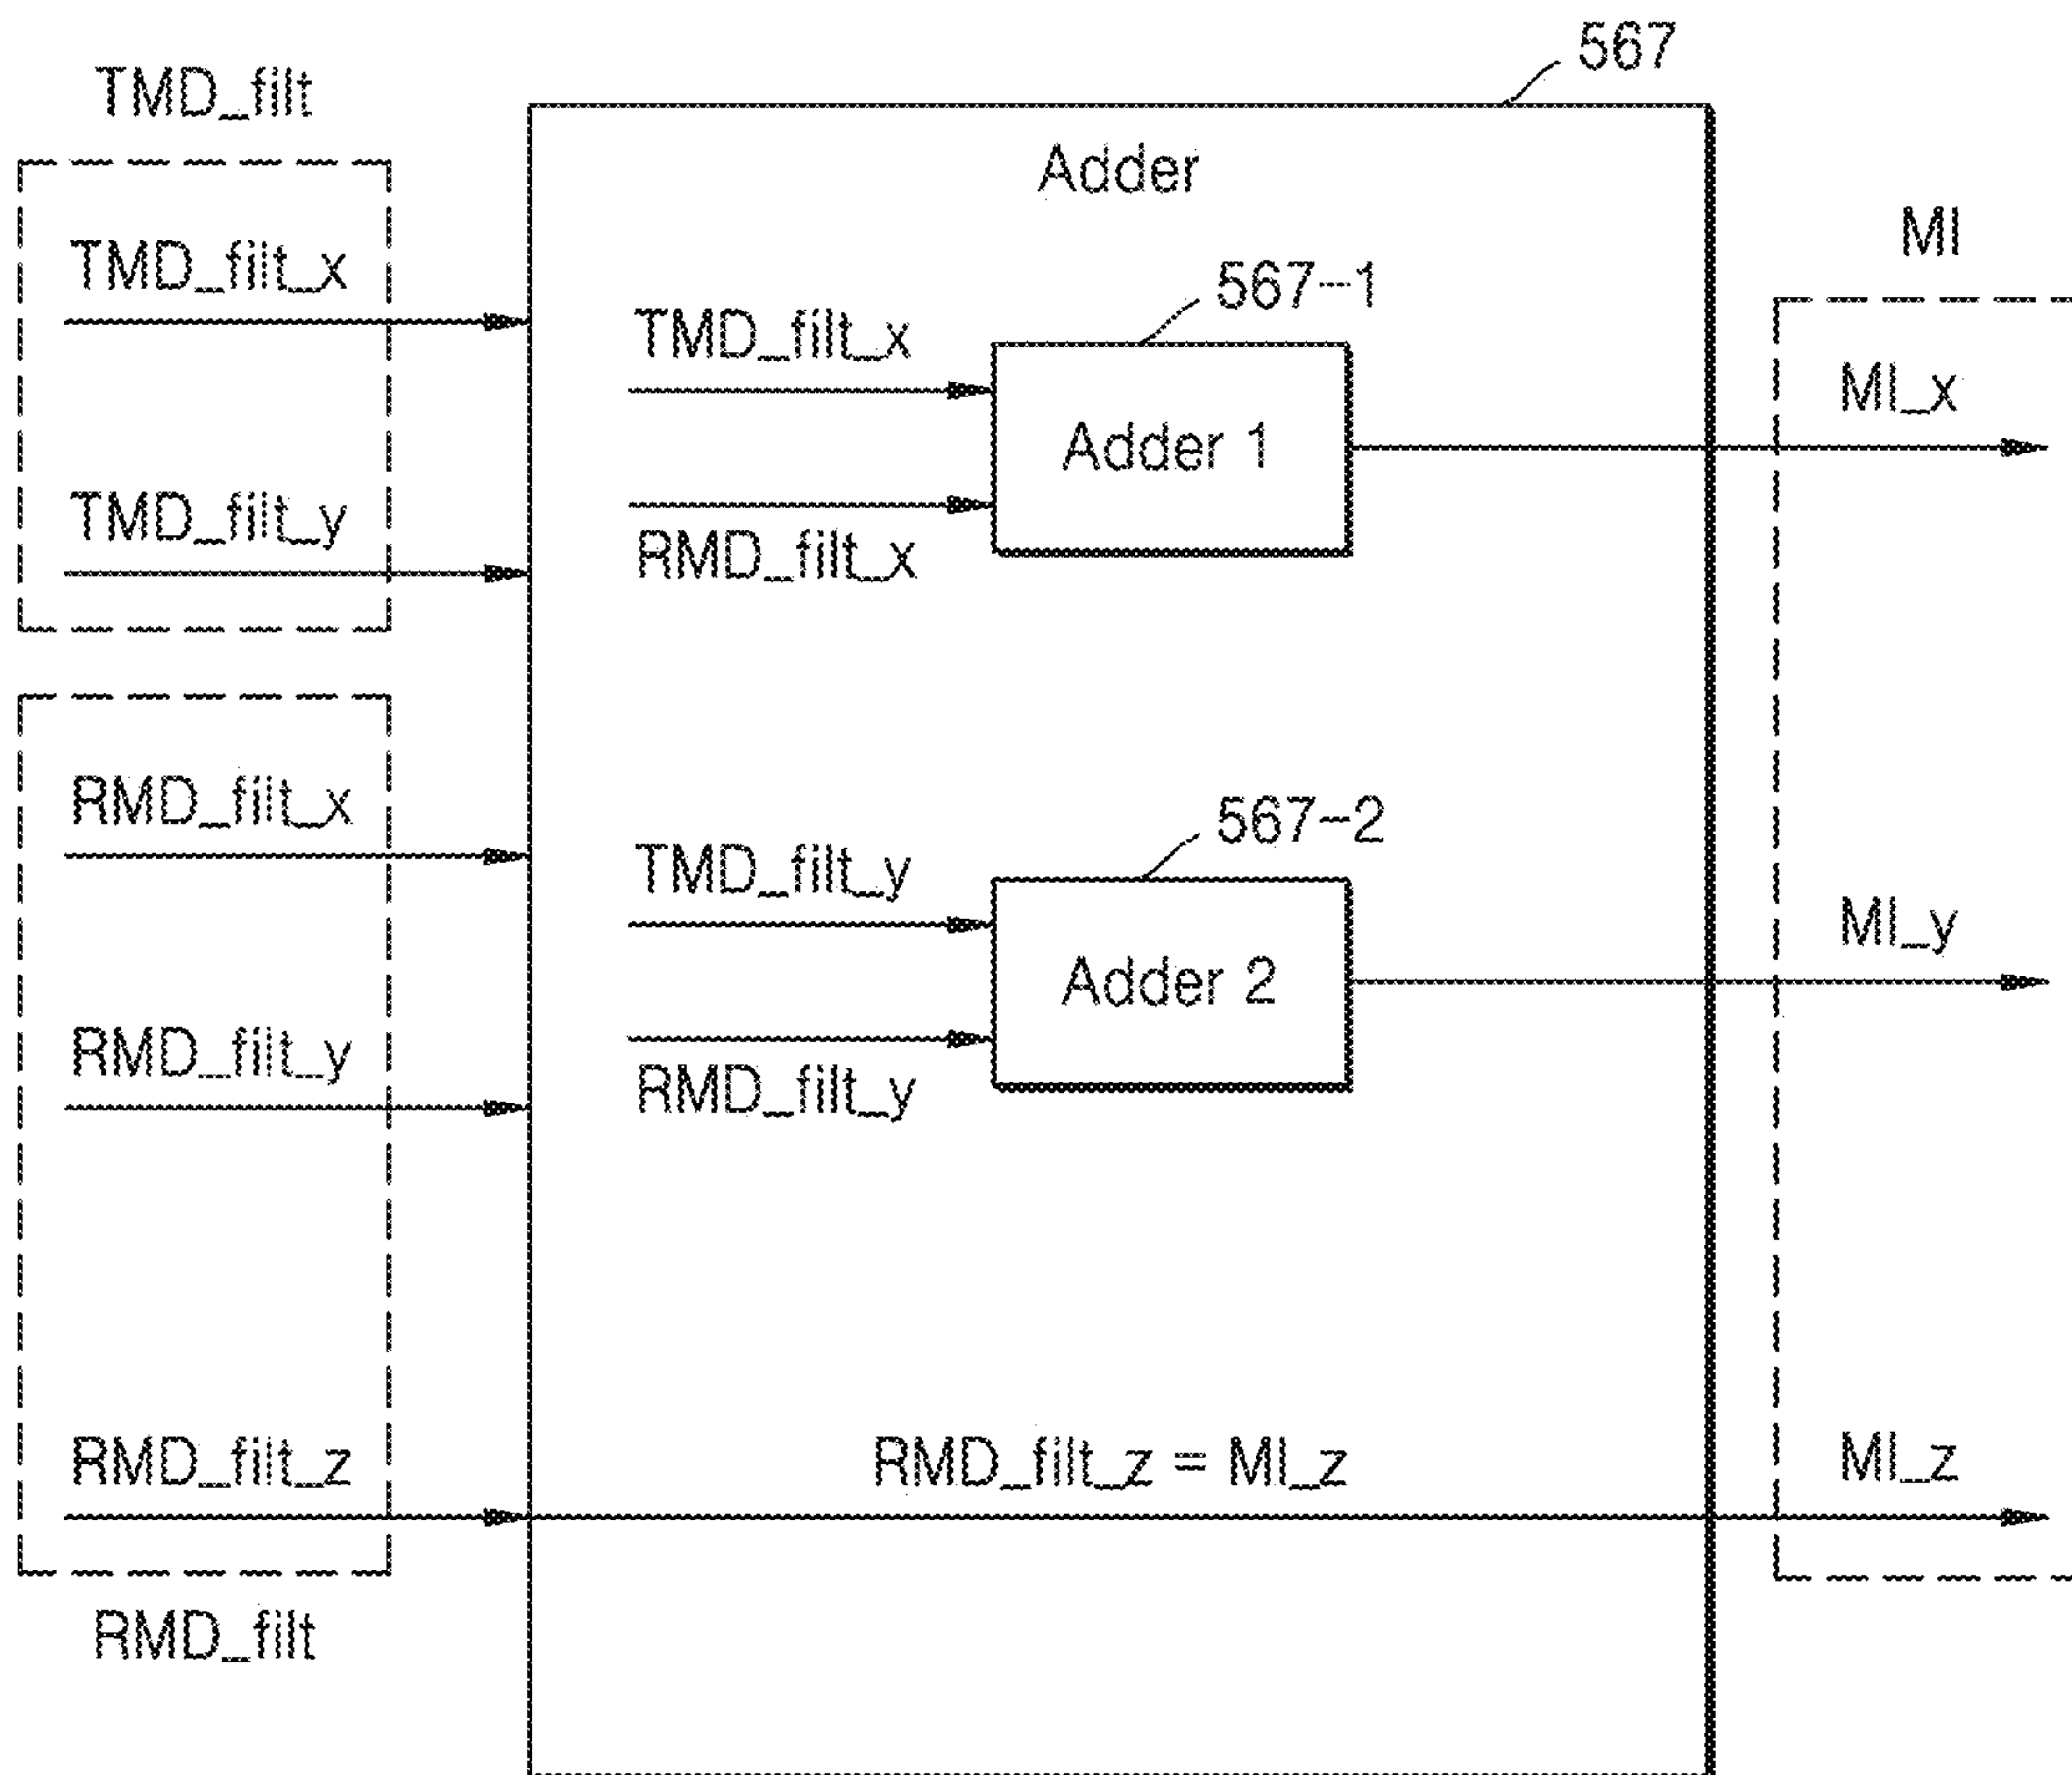 567
TMD_filt
Adder
TMD_filt_x
MI
567-1
TMD_filt_x
MI_x
Adder 1
TMD_filt_y
RMD_filt_x
RMD_filt_x
567-2
TMD_filt_y
MI_y
Adder 2
RMD_filt_y
RMD_filt_y
RMD_filt_z
RMD_filt_z = MI_z
MI_z
RMD_filt